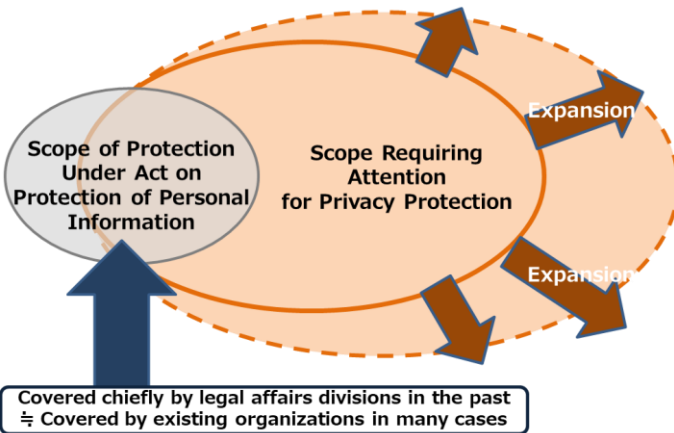 Expansion
Scope of Protection
Under Act on
Protection of Personal
Information
Scope Requiring
Attention
for Privacy Protection
Expansion
Covered chiefly by legal affairs divisions in the past
≒ Covered by existing organizations in many cases